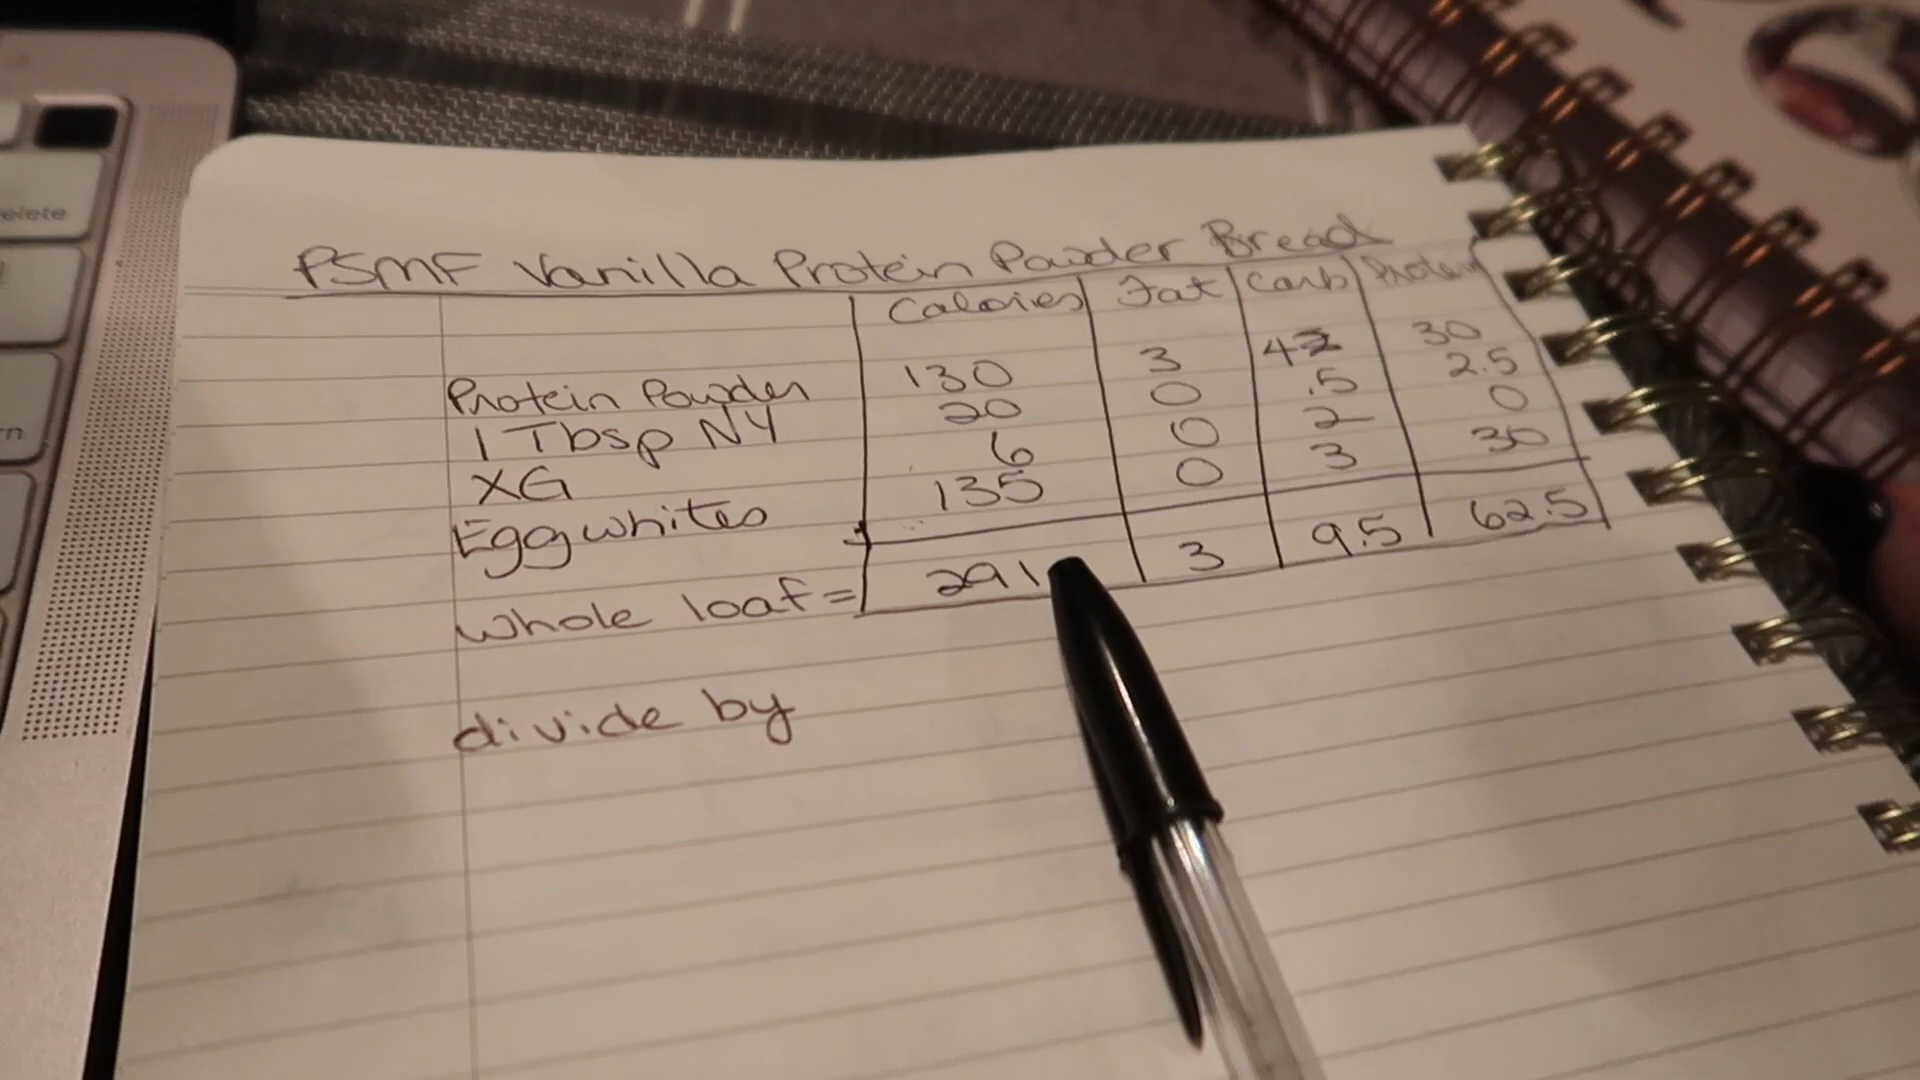 elete
PSMF Vanilla Protein Powder Bread
Calories Fat Carb Protein
Protein Powder 130 3 4 30
1 Tbsp NY 20 0 .5 2.5
XG 6 0 2 0
Egg whites 135 0 3 30
Whole loaf = 291 3 9.5 62.5
divide by